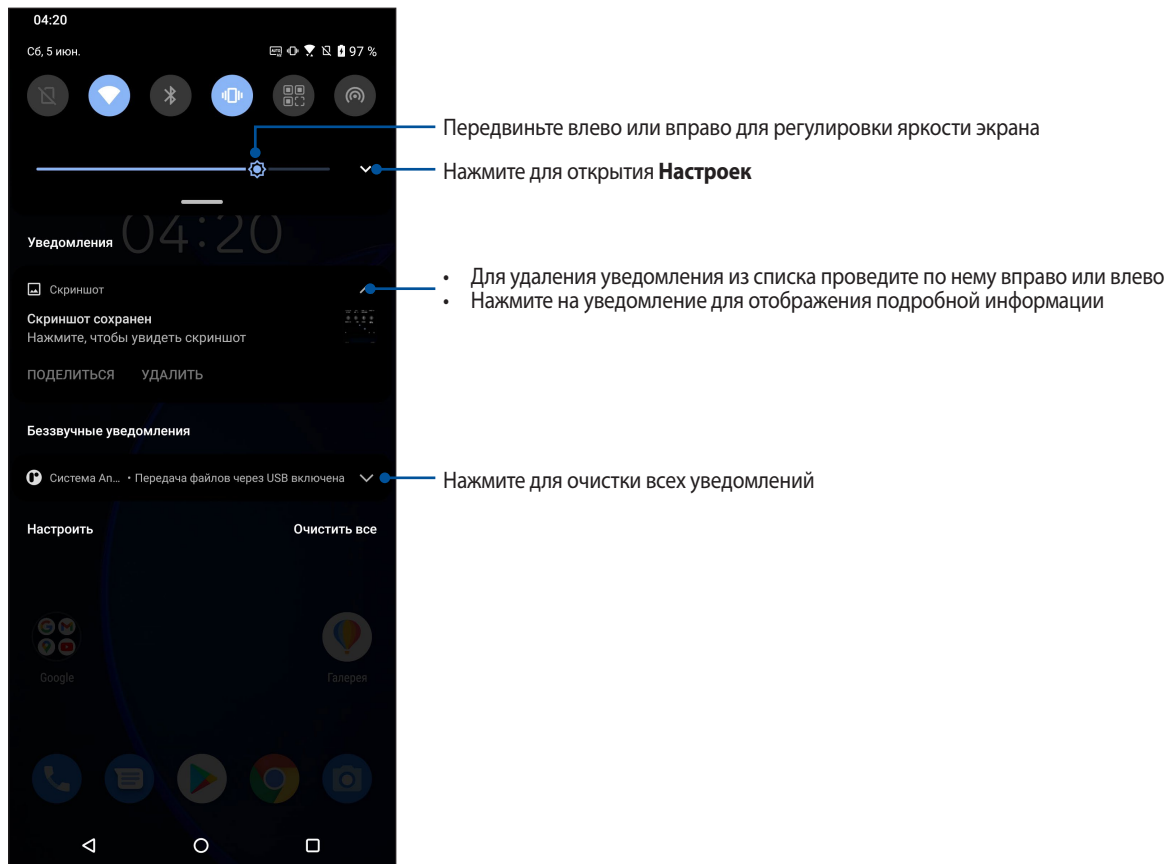 04:20
Сб, 5 июн.
97 %
Передвиньте влево или вправо для регулировки яркости экрана
Нажмите для открытия Настроек
04:20
Уведомления
Скриншот
• Для удаления уведомления из списка проведите по нему вправо или влево
• Нажмите на уведомление для отображения подробной информации
Скриншот сохранен
Нажмите, чтобы увидеть скриншот
ПОДЕЛИТЬСЯ УДАЛИТЬ
Беззвучные уведомления
Система An... • Передача файлов через USB включена
Нажмите для очистки всех уведомлений
Настроить Очистить все
Google Галерея